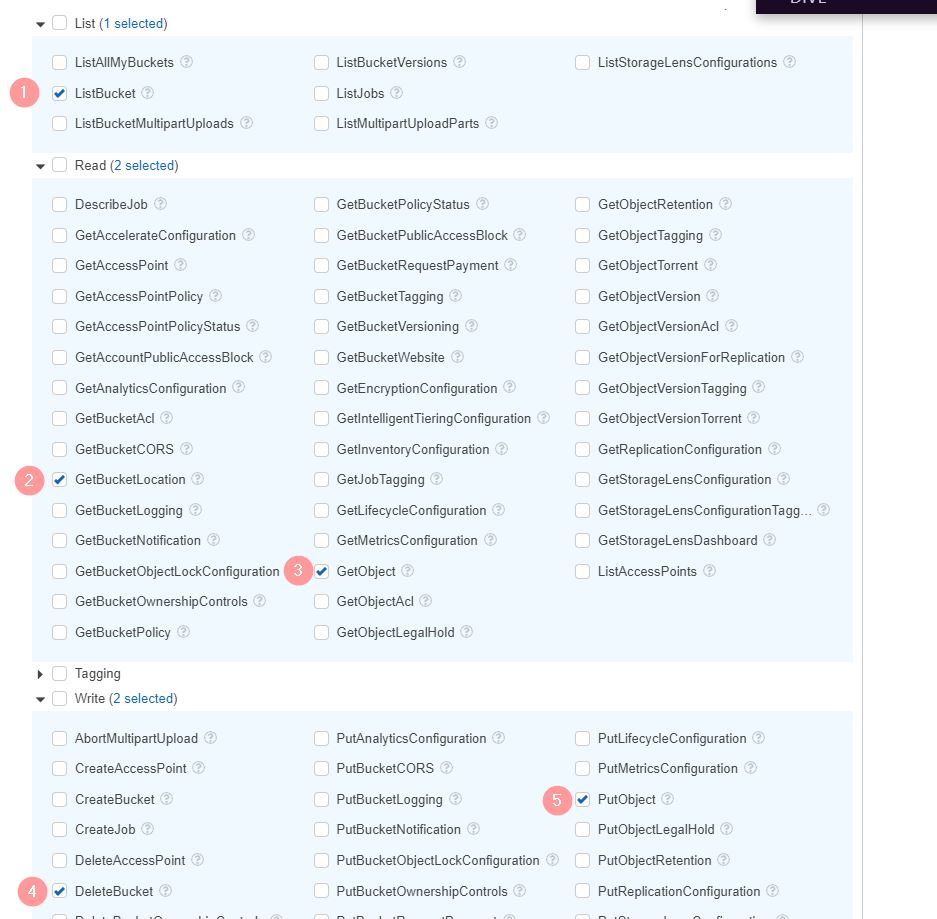 DIVE
List (1 selected)
ListAllMyBuckets ? ListBucketVersions ? ListStorageLensConfigurations ?
1 ListBucket ? ListJobs ?
ListBucketMultipartUploads ? ListMultipartUploadParts ?
Read (2 selected)
DescribeJob ? GetBucketPolicyStatus ? GetObjectRetention ?
GetAccelerateConfiguration ? GetBucketPublicAccessBlock ? GetObjectTagging ?
GetAccessPoint ? GetBucketRequestPayment ? GetObjectTorrent ?
GetAccessPointPolicy ? GetBucketTagging ? GetObjectVersion ?
GetAccessPointPolicyStatus ? GetBucketVersioning ? GetObjectVersionAcl ?
GetAccountPublicAccessBlock ? GetBucketWebsite ? GetObjectVersionForReplication ?
GetAnalyticsConfiguration ? GetEncryptionConfiguration ? GetObjectVersionTagging ?
GetBucketAcl ? GetIntelligentTieringConfiguration ? GetObjectVersionTorrent ?
GetBucketCORS ? GetInventoryConfiguration ? GetReplicationConfiguration ?
2 GetBucketLocation ? GetJobTagging ? GetStorageLensConfiguration ?
GetBucketLogging ? GetLifecycleConfiguration ? GetStorageLensConfigurationTagg... ?
GetBucketNotification ? GetMetricsConfiguration ? GetStorageLensDashboard ?
GetBucketObjectLockConfiguration 3 GetObject ? ListAccessPoints ?
GetBucketOwnershipControls ? GetObjectAcl ?
GetBucketPolicy ? GetObjectLegalHold ?
Tagging
Write (2 selected)
AbortMultipartUpload ? PutAnalyticsConfiguration ? PutLifecycleConfiguration ?
CreateAccessPoint ? PutBucketCORS ? PutMetricsConfiguration ?
CreateBucket ? PutBucketLogging ? 5 PutObject ?
CreateJob ? PutBucketNotification ? PutObjectLegalHold ?
DeleteAccessPoint ? PutBucketObjectLockConfiguration ? PutObjectRetention ?
4 DeleteBucket ? PutBucketOwnershipControls ? PutReplicationConfiguration ?